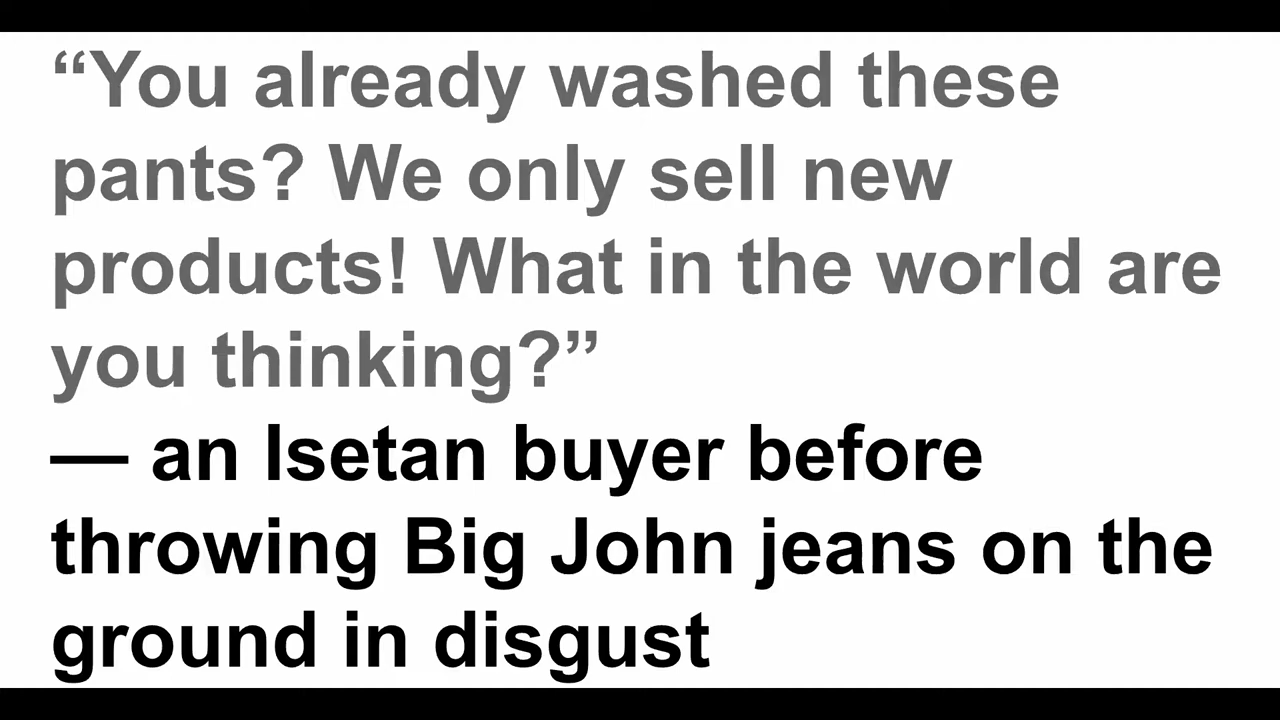 “You already washed these
pants? We only sell new
products! What in the world are
you thinking?”
— an Isetan buyer before
throwing Big John jeans on the
ground in disgust